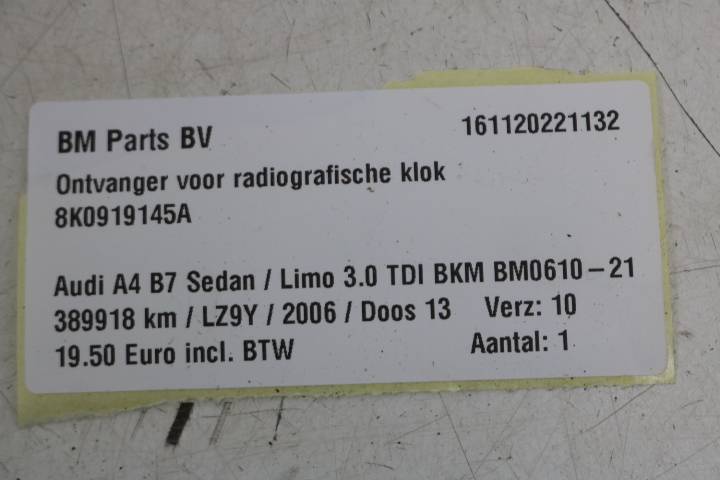 BM Parts BV 161120221132
Ontvanger voor radiografische klok
8K0919145A
Audi A4 B7 Sedan / Limo 3.0 TDI BKM BM0610-21
389918 km / LZ9Y / 2006 / Doos 13 Verz: 10
19.50 Euro incl. BTW Aantal: 1